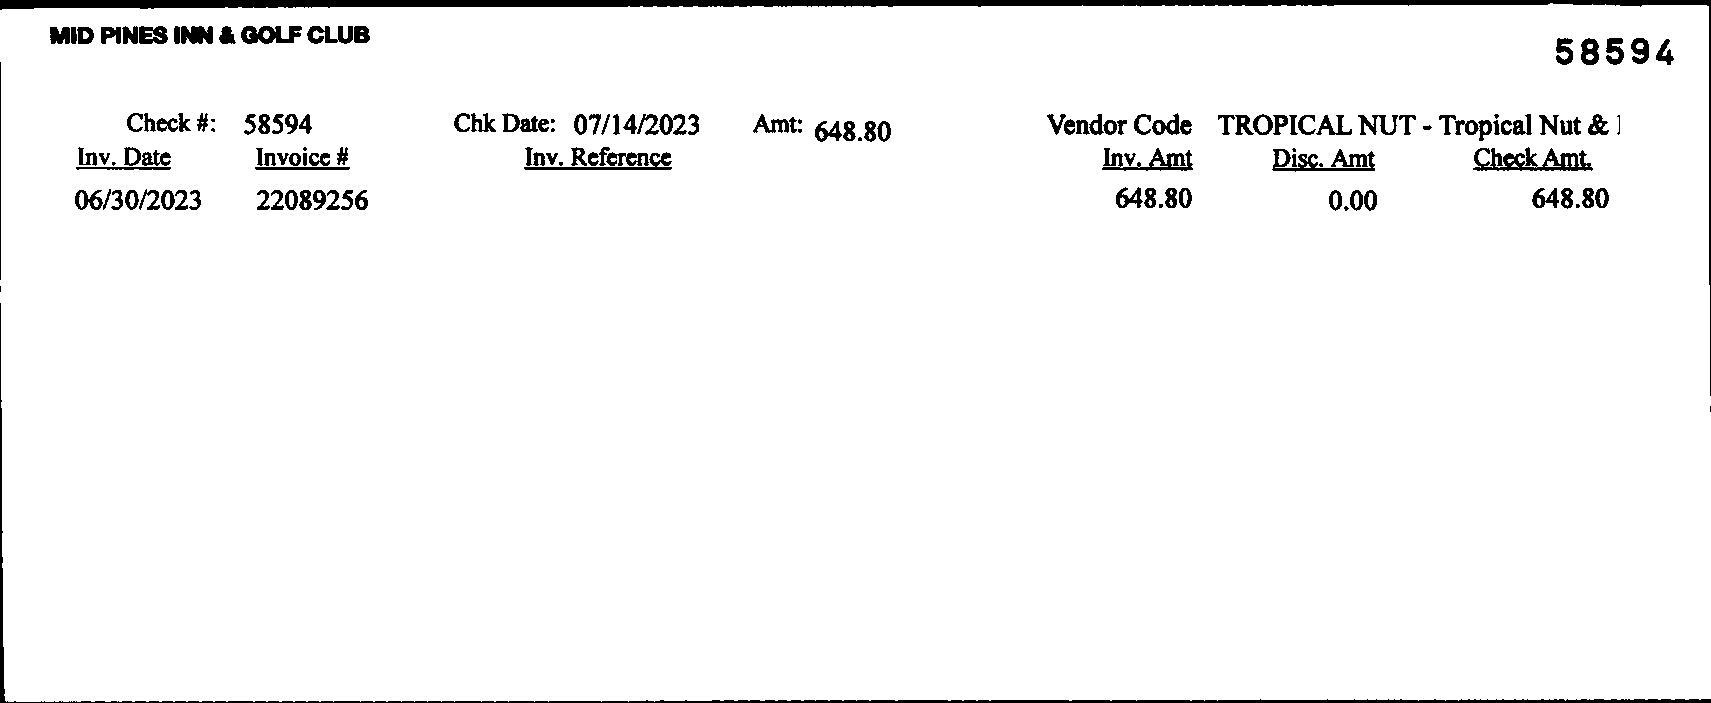 MID PINES INN & GOLF CLUB
58594
Check #: 58594 Chk Date: 07/14/2023 Amt: 648.80 Vendor Code TROPICAL NUT - Tropical Nut &
Inv. Date Invoice # Inv. Reference Inv. Amt Disc. Amt Check Amt.
06/30/2023 22089256 648.80 0.00 648.80